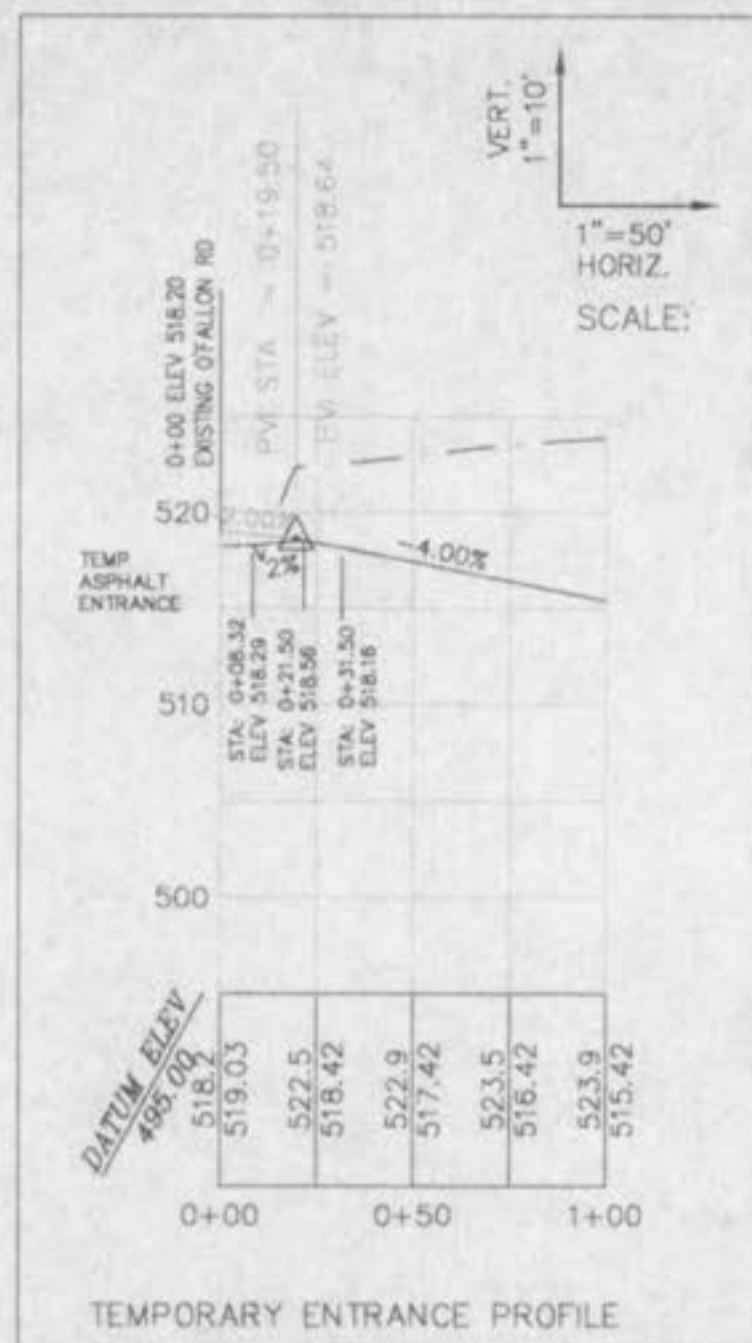 VERT.
1"=10'
1"=50'
HORIZ.
SCALE:
0+00 ELEV 518.20
EXISTING O'FALLON RD
PVI STA = 0+19.50
PVI ELEV = 518.64
520
510
500
TEMP.
ASPHALT
ENTRANCE
2%
-4.00%
STA: 0+08.32
ELEV 518.29
STA: 0+21.50
ELEV 518.56
STA: 0+31.50
ELEV 518.16
DATUM ELEV
495.00
518.2
519.03
522.5
518.42
522.9
517.42
523.5
516.42
523.9
515.42
0+00
0+50
1+00
TEMPORARY ENTRANCE PROFILE